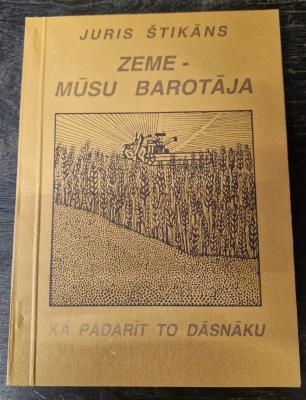 JURIS ŠTIKĀNS
ZEME -
MŪSU BAROTĀJA
KĀ PADARĪT TO DĀSNĀKU